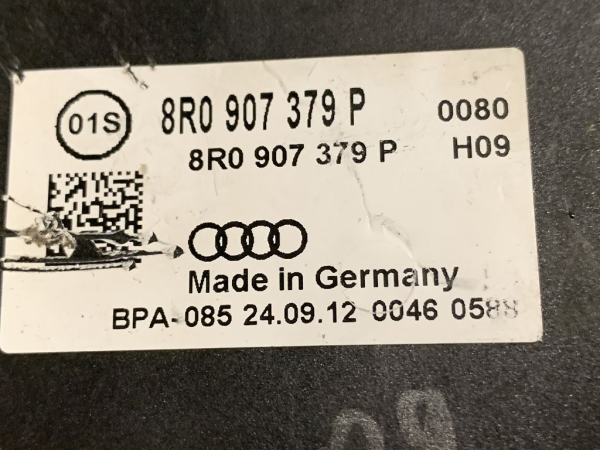 01S 8R0 907 379 P 0080
8R0 907 379 P H09
Made in Germany
BPA-085 24.09.12 0046 0588